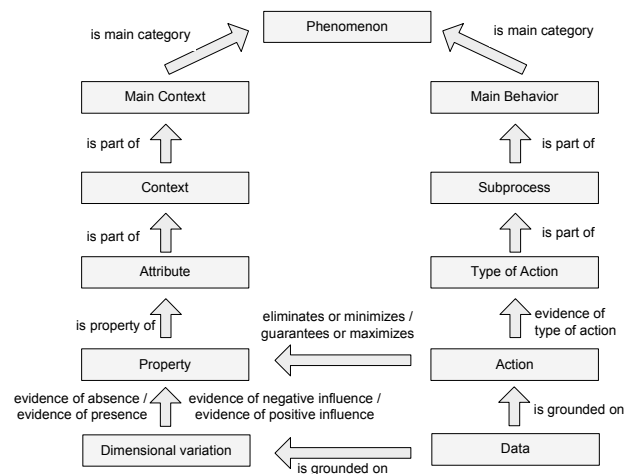 Phenomenon
is main category
is main category
Main Context
Main Behavior
is part of
is part of
Context
Subprocess
is part of
is part of
Attribute
Type of Action
is property of
eliminates or minimizes /
guarantees or maximizes
evidence of
type of action
Property
Action
evidence of absence /
evidence of presence
evidence of negative influence /
evidence of positive influence
is grounded on
Dimensional variation
Data
is grounded on